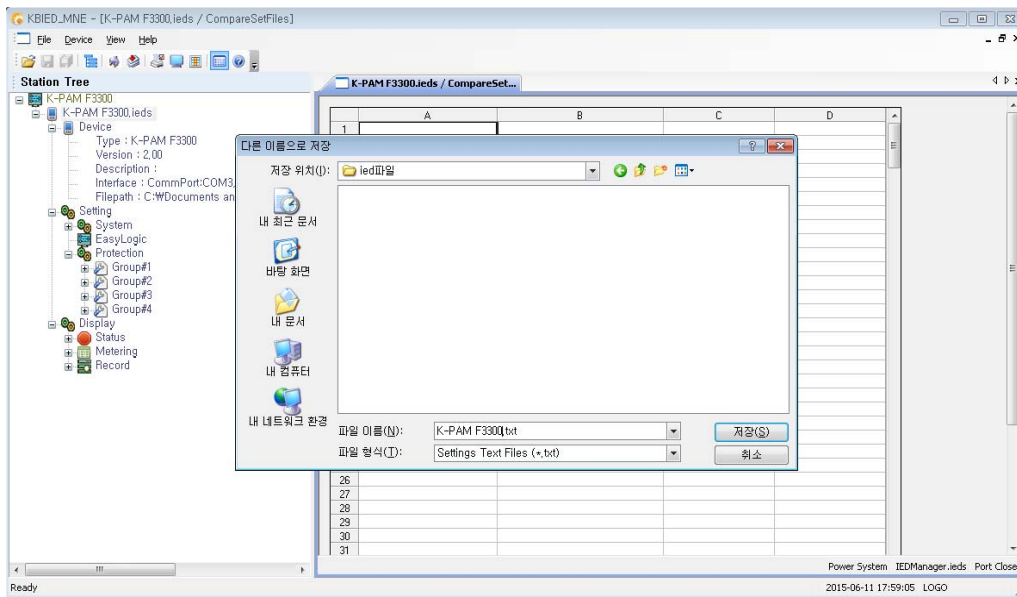 KBIED_MNE - [K-PAM F3300.ieds / CompareSetFiles]
File Device View Help
Station Tree
K-PAM F3300.ieds / CompareSet...
K-PAM F3300
K-PAM F3300.ieds
Device
Type : K-PAM F3300
Version : 2.00
Description :
Interface : CommPort:COM3,
Filepath : C:₩Documents an
Setting
System
EasyLogic
Protection
Group#1
Group#2
Group#3
Group#4
Display
Status
Metering
Record
A B C D
1
다른 이름으로 저장
저장 위치(I): ied파일
내 최근 문서
바탕 화면
내 문서
내 컴퓨터
내 네트워크 환경
파일 이름(N): K-PAM F3300.txt 저장(S)
파일 형식(T): Settings Text Files (*.txt) 취소
26
27
28
29
30
31
Power System IEDManager.ieds Port Close
Ready 2015-06-11 17:59:05 LOGO